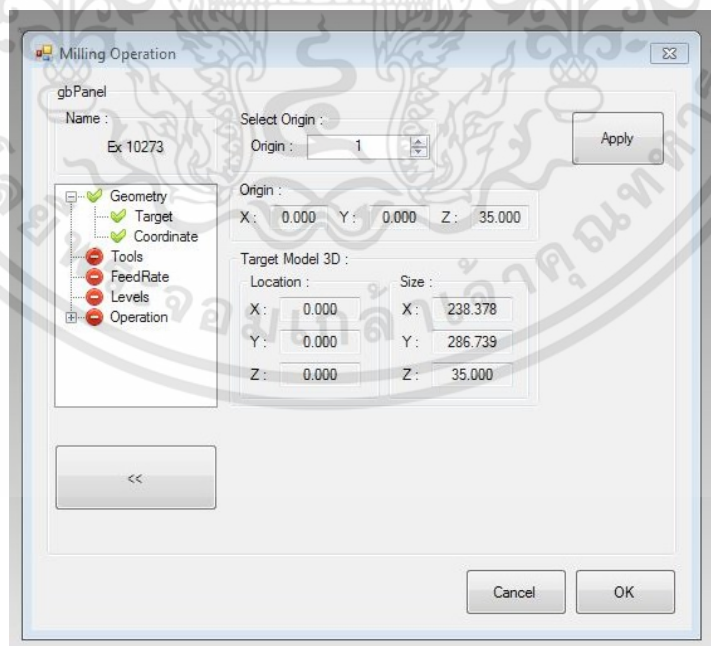 Milling Operation
gbPanel
Name :
Ex 10273
Select Origin :
Origin : 1
Apply
Geometry
Target
Coordinate
Tools
FeedRate
Levels
Operation
Origin :
X : 0.000 Y : 0.000 Z : 35.000
Target Model 3D :
Location :
X : 0.000
Y : 0.000
Z : 0.000
Size :
X : 238.378
Y : 286.739
Z : 35.000
<<
Cancel
OK